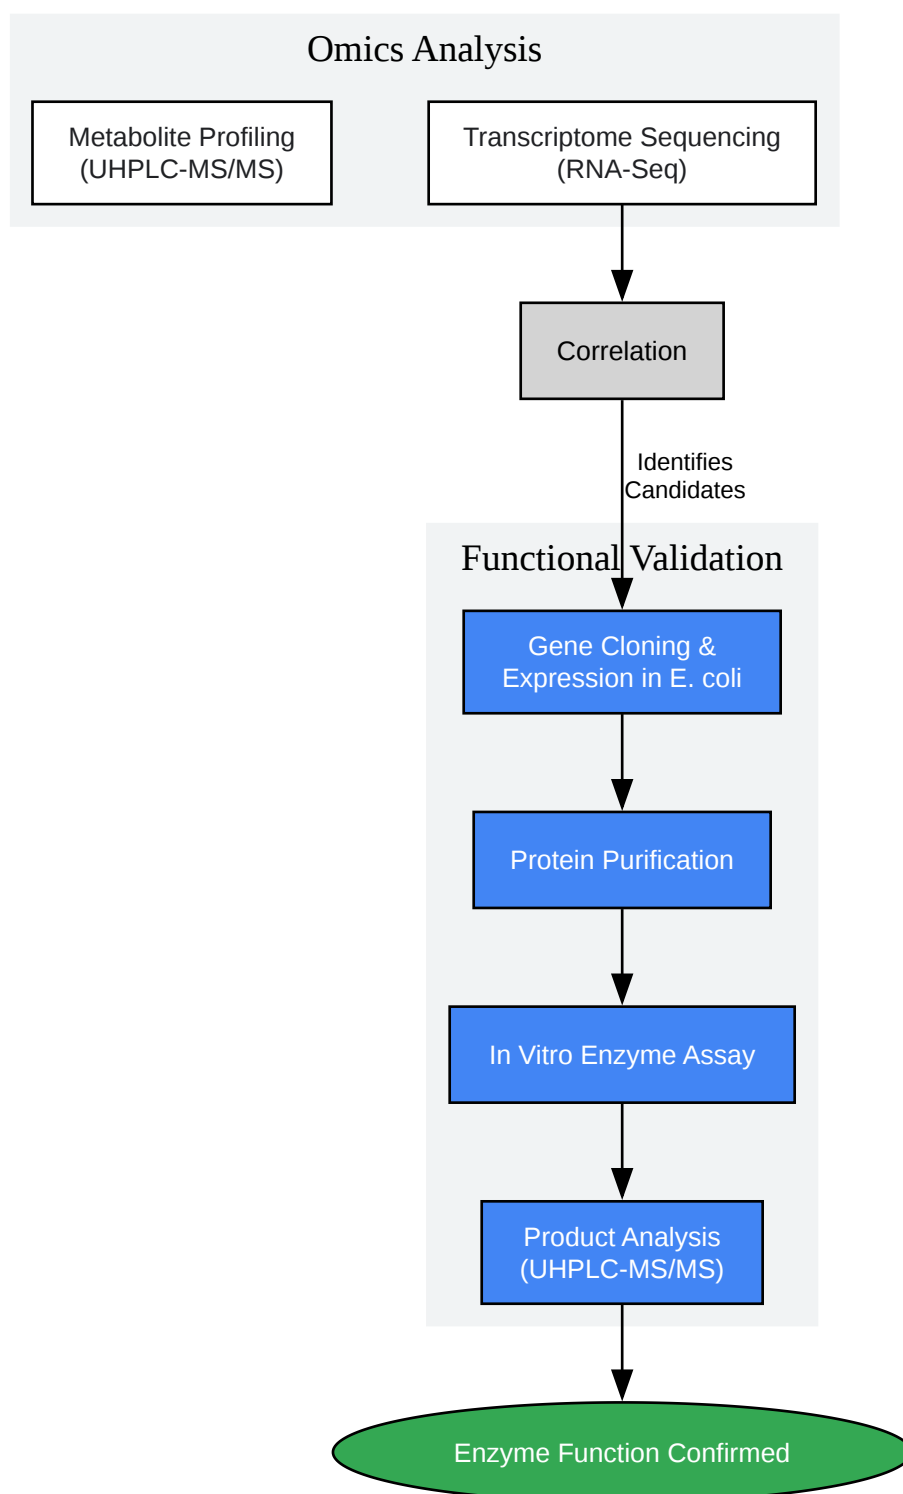 Omics Analysis
Metabolite Profiling
(UHPLC-MS/MS)
Transcriptome Sequencing
(RNA-Seq)
Correlation
Identifies
Candidates
Functional Validation
Gene Cloning &
Expression in E. coli
Protein Purification
In Vitro Enzyme Assay
Product Analysis
(UHPLC-MS/MS)
Enzyme Function Confirmed